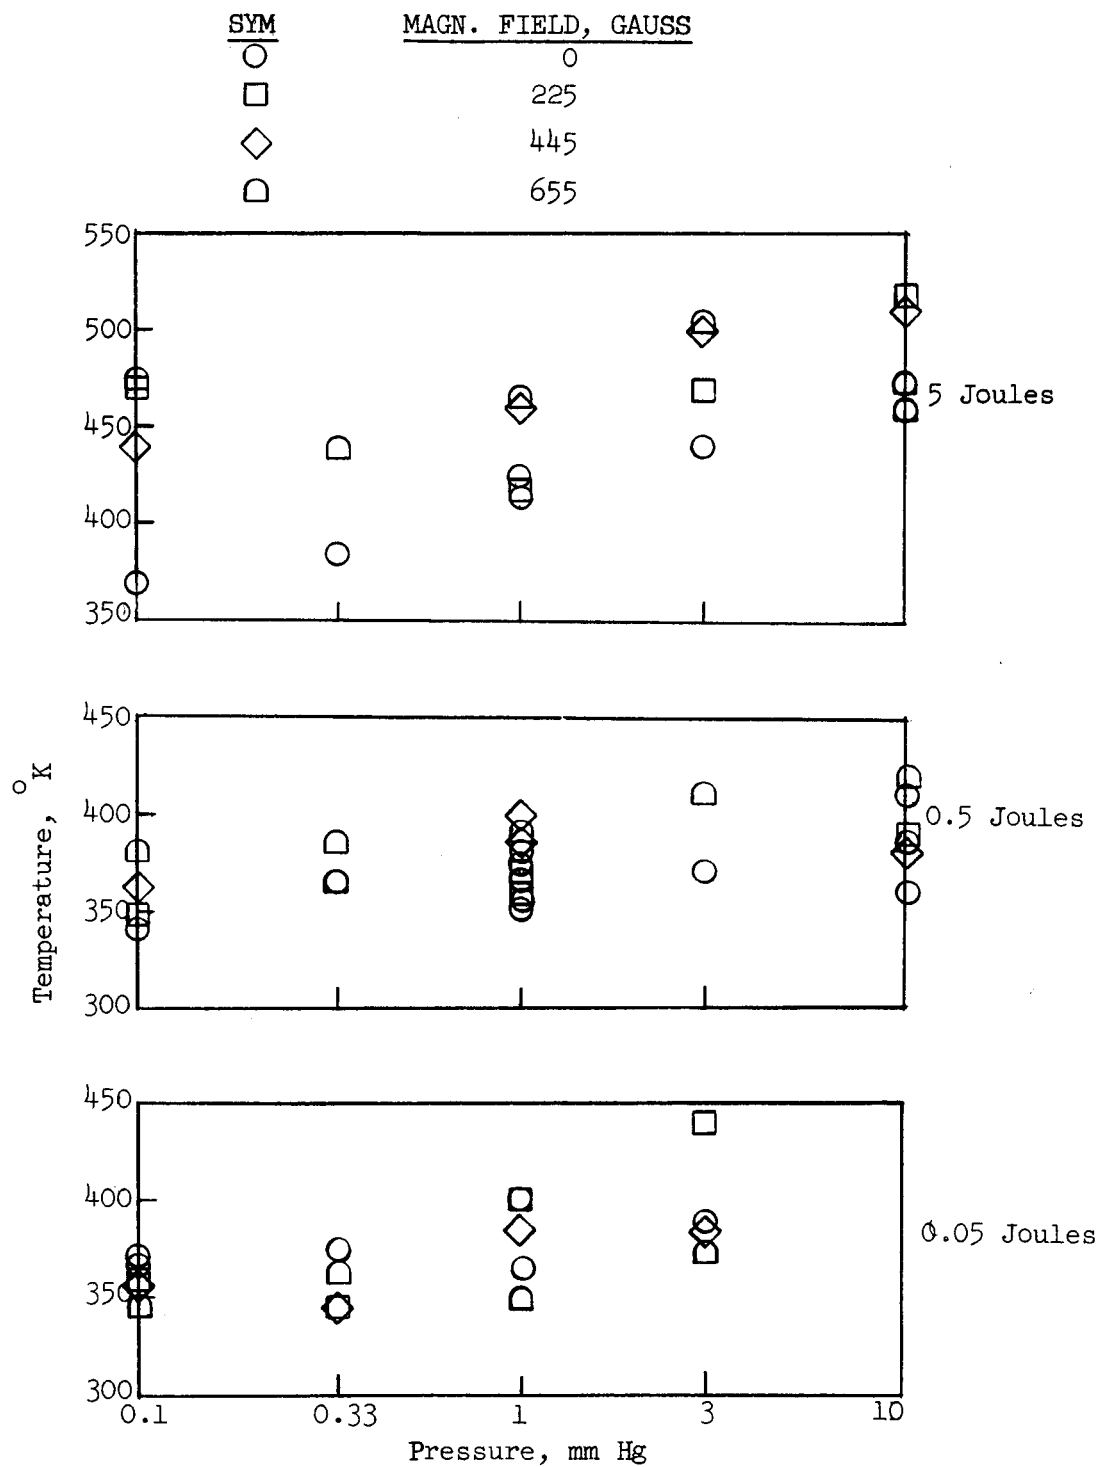 SYM MAGN. FIELD, GAUSS
0
225
445
655
550
500
450
400
350
5 Joules
450
400
350
300
0.5 Joules
Temperature, °K
450
400
350
300
0.05 Joules
0.1 0.33 1 3 10
Pressure, mm Hg